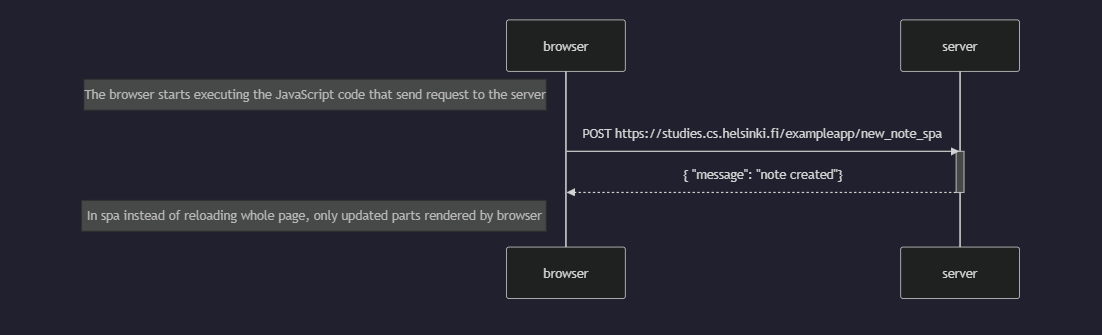 browser
server
The browser starts executing the JavaScript code that send request to the server
POST https://studies.cs.helsinki.fi/exampleapp/new_note_spa
{ "message": "note created"}
In spa instead of reloading whole page, only updated parts rendered by browser
browser
server